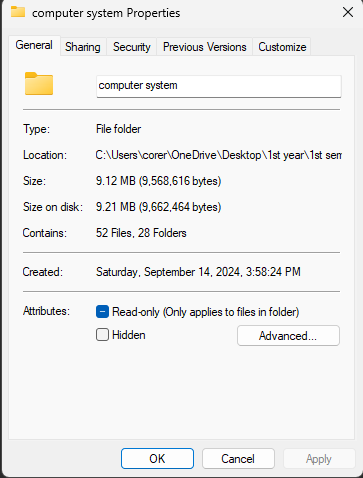 computer system Properties
General Sharing Security Previous Versions Customize
computer system
Type: File folder
Location: C:\Users\corer\OneDrive\Desktop\1st year\1st sem
Size: 9.12 MB (9,568,616 bytes)
Size on disk: 9.21 MB (9,662,464 bytes)
Contains: 52 Files, 28 Folders
Created: Saturday, September 14, 2024, 3:58:24 PM
Attributes: Read-only (Only applies to files in folder)
Hidden Advanced...
OK Cancel Apply